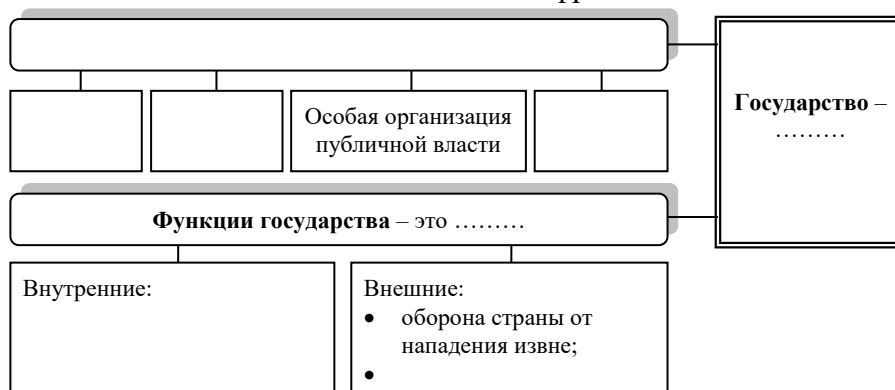 Особая организация
публичной власти
Государство –
………
Функции государства – это ………
Внутренние:
Внешние:
• оборона страны от
нападения извне;
•